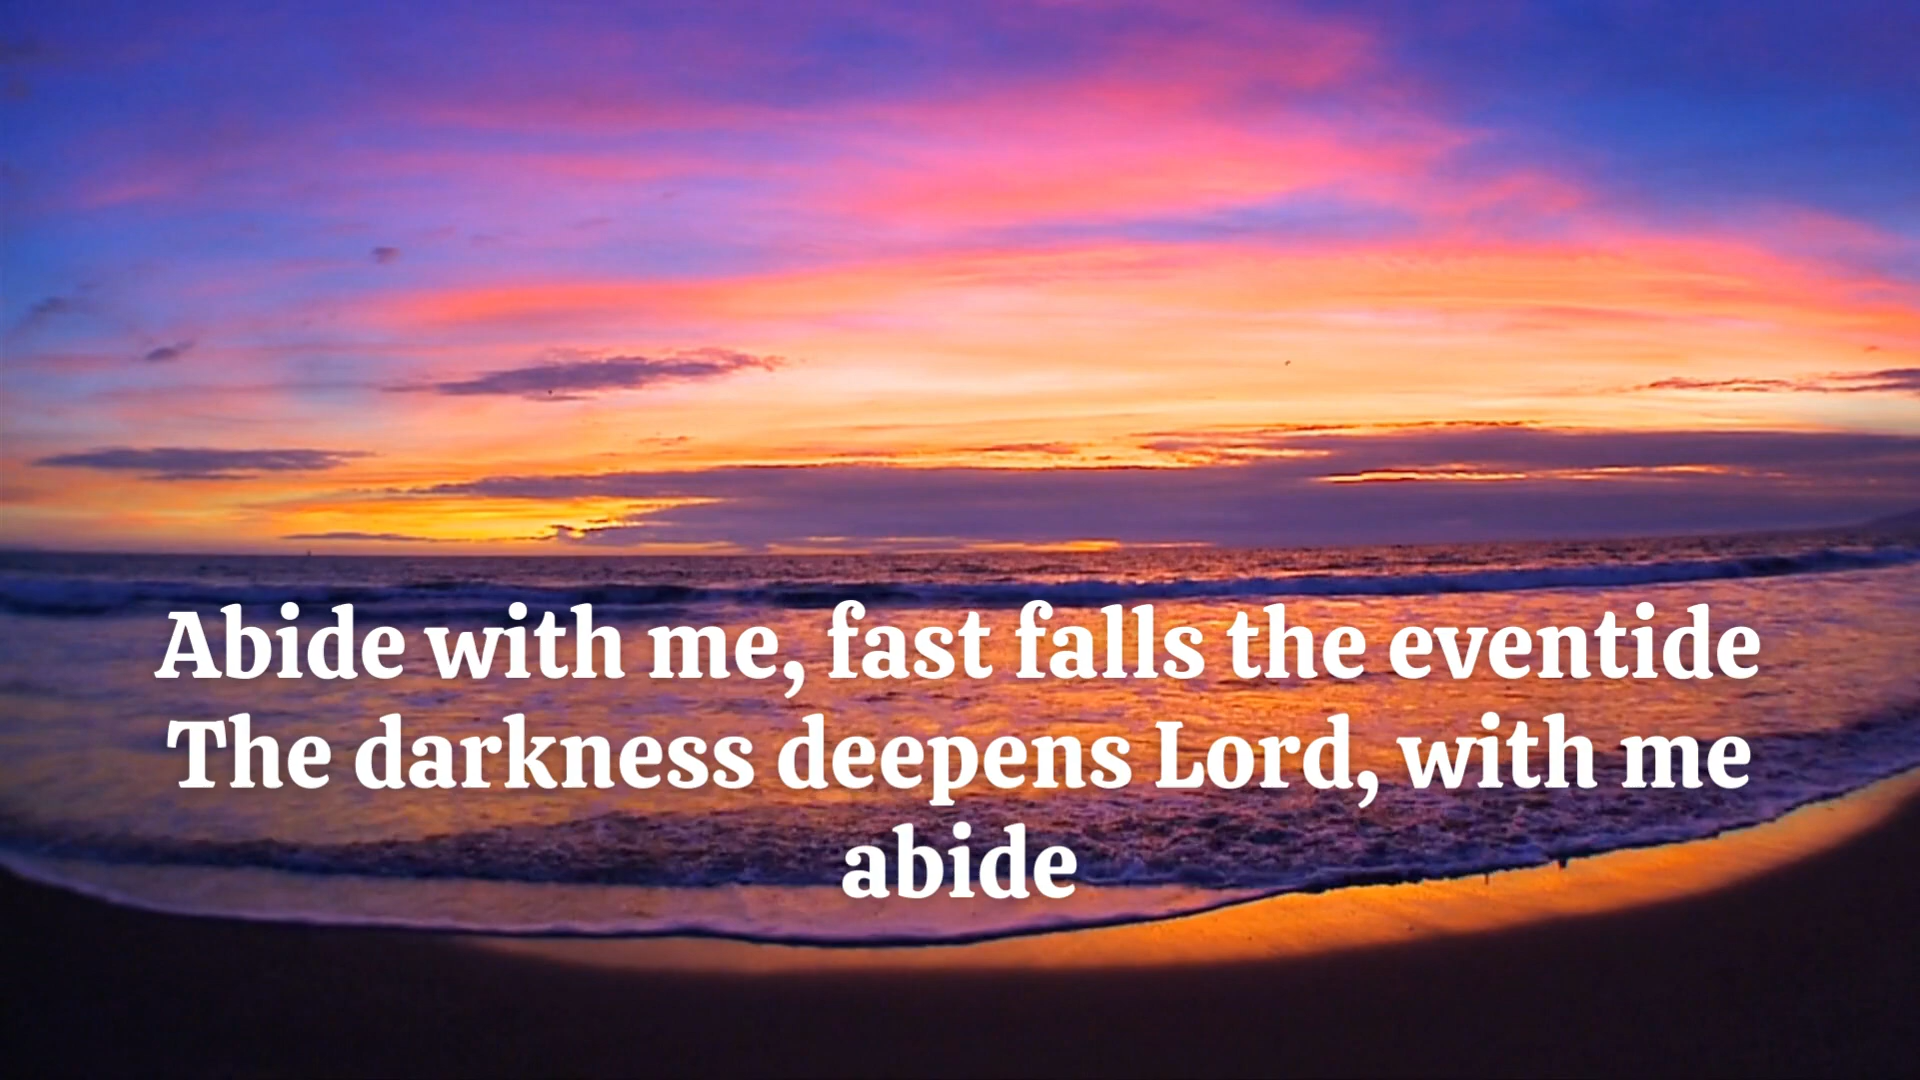 Abide with me, fast falls the eventide
The darkness deepens Lord, with me
abide